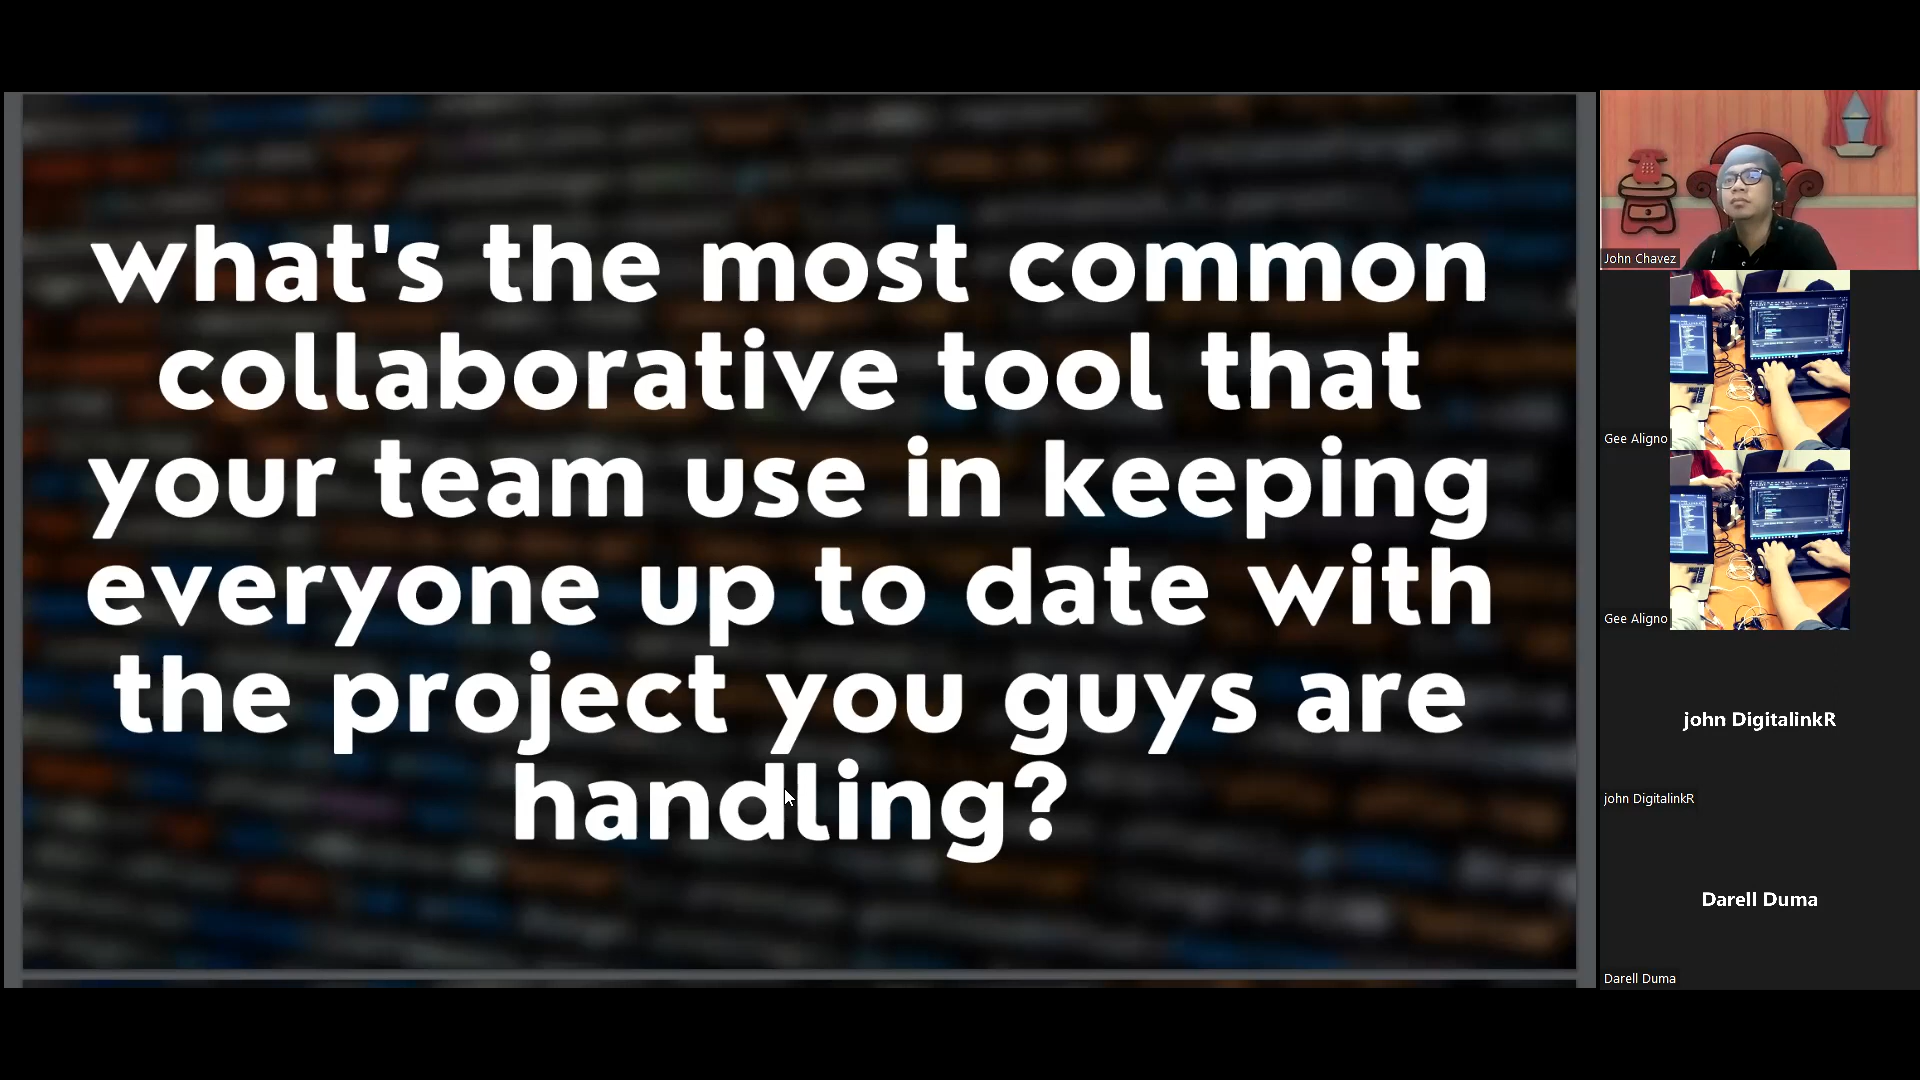 what's the most common
collaborative tool that
your team use in keeping
everyone up to date with
the project you guys are
handling?
John Chavez
Gee Aligno
Gee Aligno
john DigitalinkR
john DigitalinkR
Darell Duma
Darell Duma